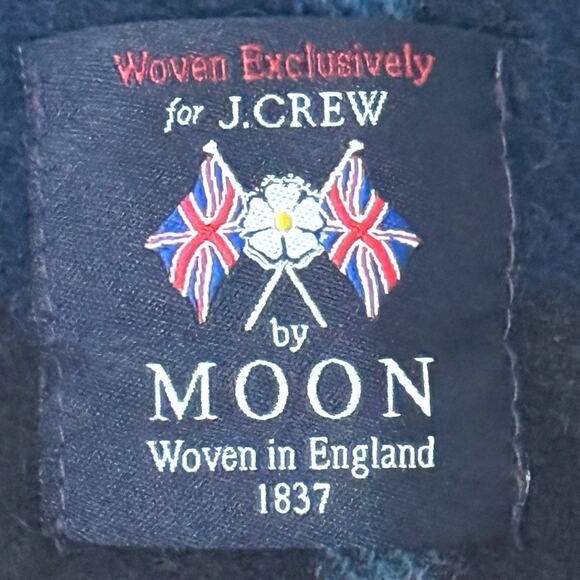 Woven Exclusively
for J.CREW
by
MOON
Woven in England
1837